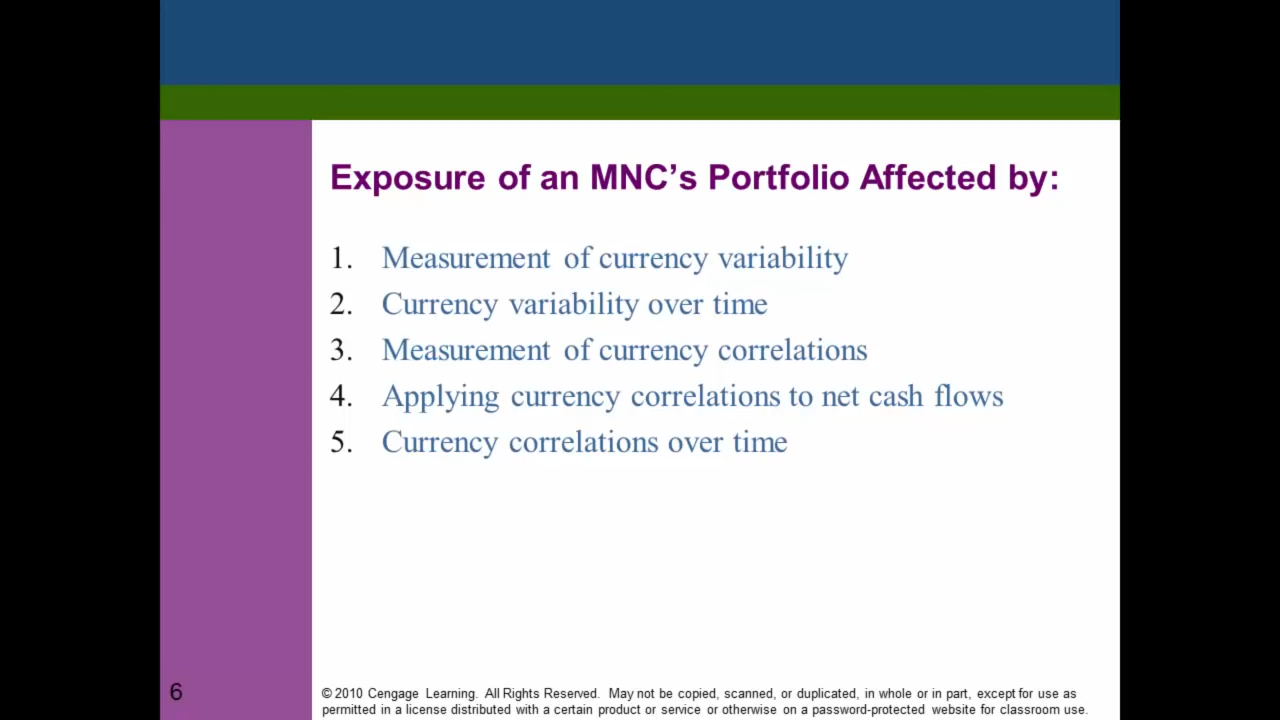 Exposure of an MNC’s Portfolio Affected by:
1. Measurement of currency variability
2. Currency variability over time
3. Measurement of currency correlations
4. Applying currency correlations to net cash flows
5. Currency correlations over time
6
© 2010 Cengage Learning. All Rights Reserved. May not be copied, scanned, or duplicated, in whole or in part, except for use as
permitted in a license distributed with a certain product or service or otherwise on a password-protected website for classroom use.